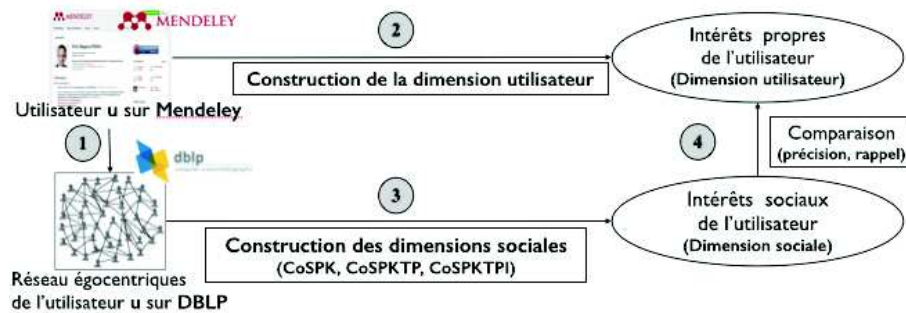 MENDELEY
MENDELEY
2
Construction de la dimension utilisateur
Intérêts propres
de l'utilisateur
(Dimension utilisateur)
Utilisateur u sur Mendeley
1
dblp
4
Comparaison
(précision, rappel)
3
Construction des dimensions sociales
(CoSPK, CoSPKTP, CoSPKTPI)
Intérêts sociaux
de l'utilisateur
(Dimension sociale)
Réseau égocentriques
de l'utilisateur u sur DBLP